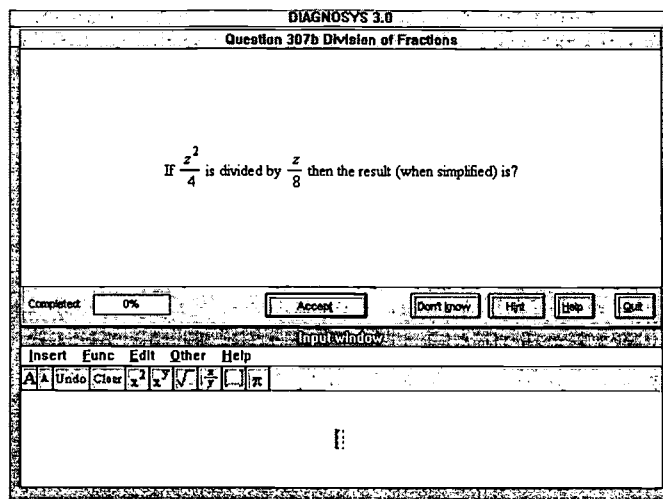 DIAGNOSYS 3.0
Question 307b Division of Fractions
If z²/4 is divided by z/8 then the result (when simplified) is?
Completed 0% Accept Don't know Hint Help Quit
Input window
Insert Func Edit Other Help
A A Undo Clear x² xʸ √ x/y [...] π